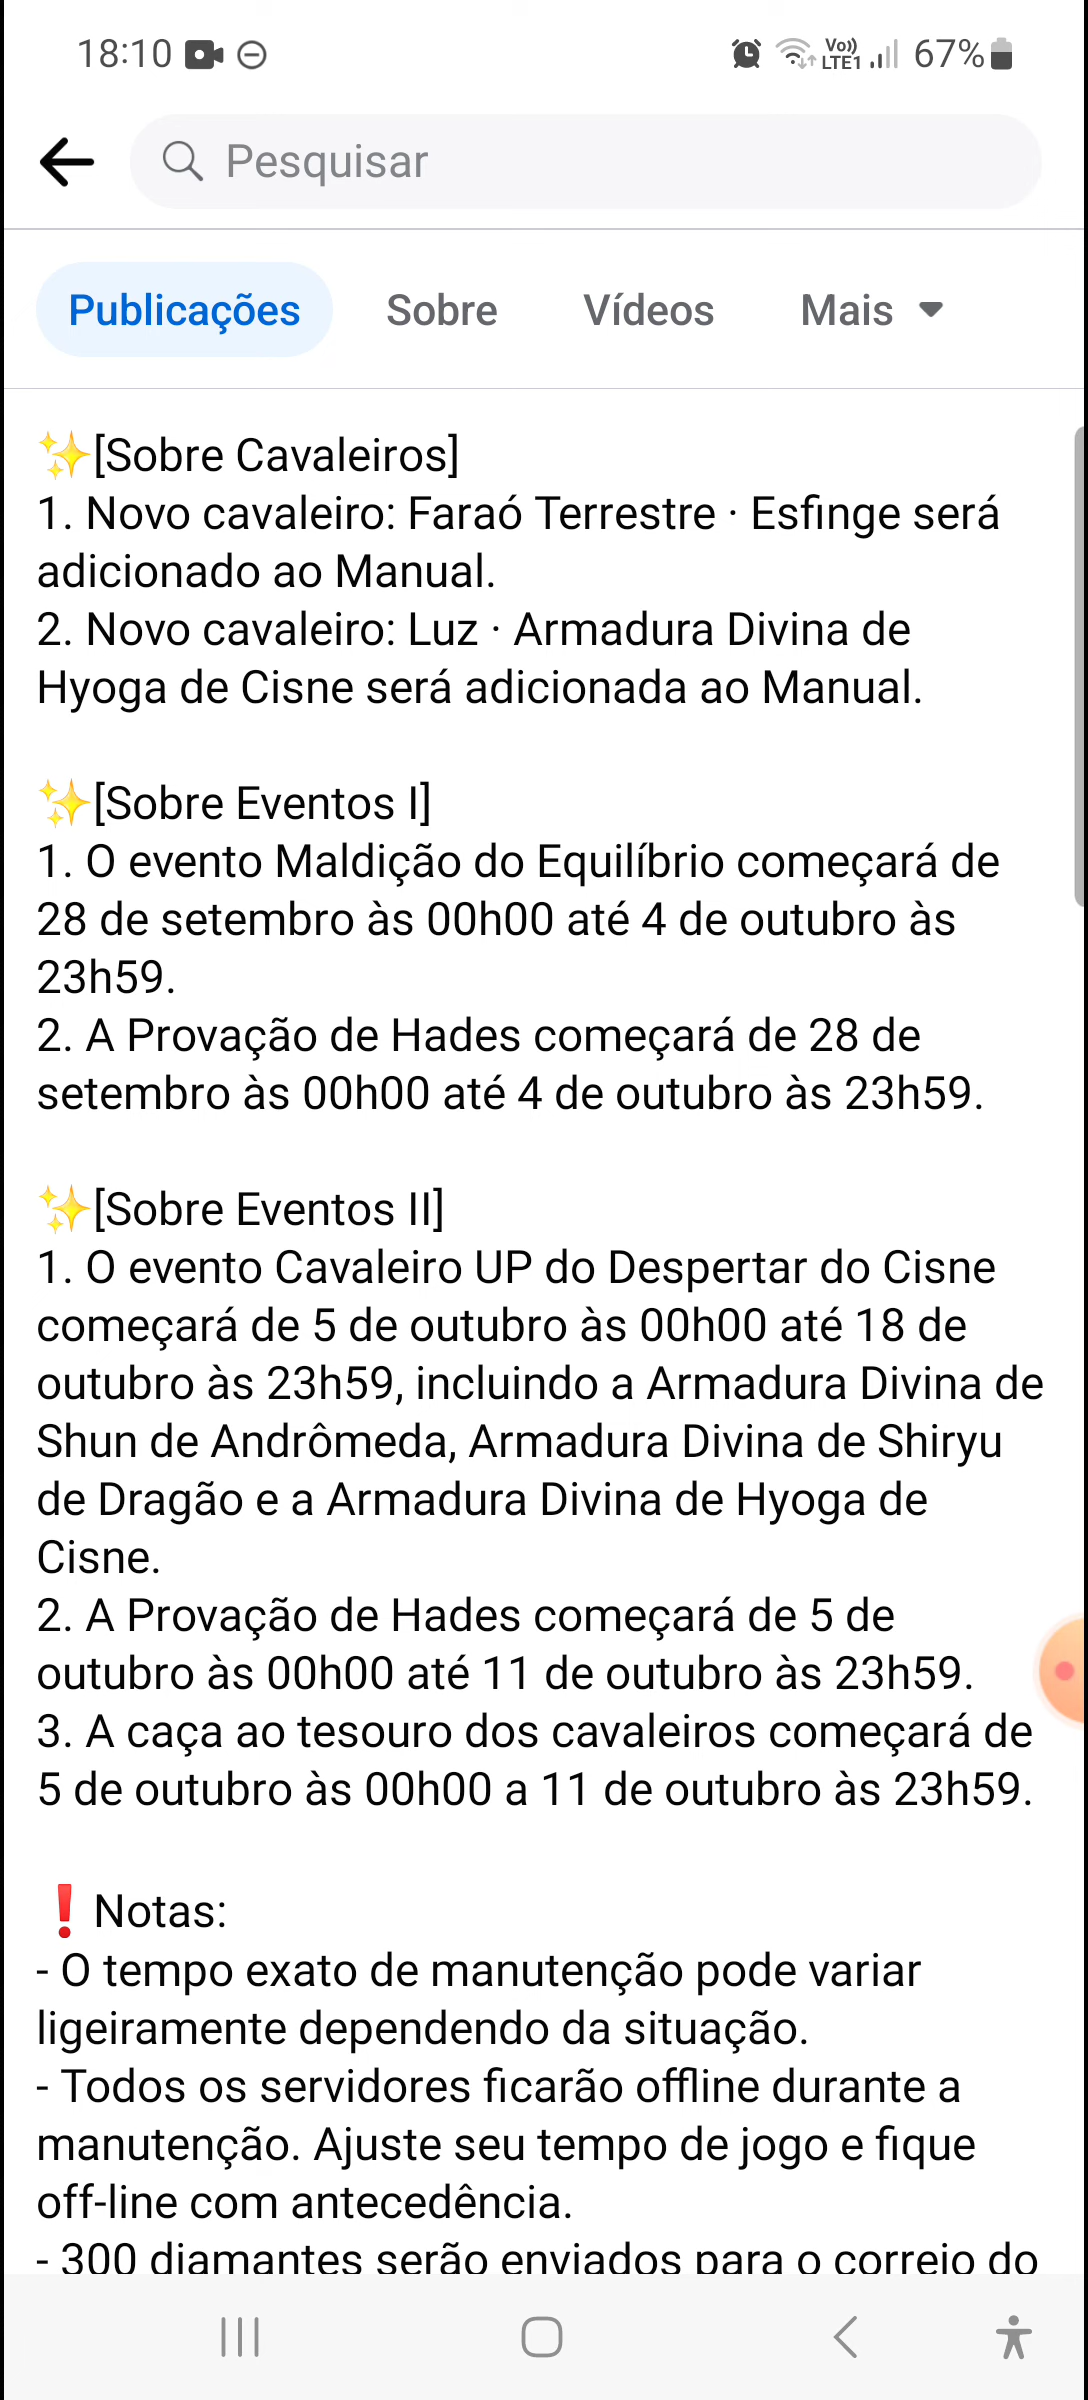 18:10
Vo))
LTE1
67%
Pesquisar
Publicações Sobre Vídeos Mais
✨[Sobre Cavaleiros]
1. Novo cavaleiro: Faraó Terrestre · Esfinge será
adicionado ao Manual.
2. Novo cavaleiro: Luz · Armadura Divina de
Hyoga de Cisne será adicionada ao Manual.
✨[Sobre Eventos I]
1. O evento Maldição do Equilíbrio começará de
28 de setembro às 00h00 até 4 de outubro às
23h59.
2. A Provação de Hades começará de 28 de
setembro às 00h00 até 4 de outubro às 23h59.
✨[Sobre Eventos II]
1. O evento Cavaleiro UP do Despertar do Cisne
começará de 5 de outubro às 00h00 até 18 de
outubro às 23h59, incluindo a Armadura Divina de
Shun de Andrômeda, Armadura Divina de Shiryu
de Dragão e a Armadura Divina de Hyoga de
Cisne.
2. A Provação de Hades começará de 5 de
outubro às 00h00 até 11 de outubro às 23h59.
3. A caça ao tesouro dos cavaleiros começará de
5 de outubro às 00h00 a 11 de outubro às 23h59.
❗Notas:
- O tempo exato de manutenção pode variar
ligeiramente dependendo da situação.
- Todos os servidores ficarão offline durante a
manutenção. Ajuste seu tempo de jogo e fique
off-line com antecedência.
- 300 diamantes serão enviados para o correio do